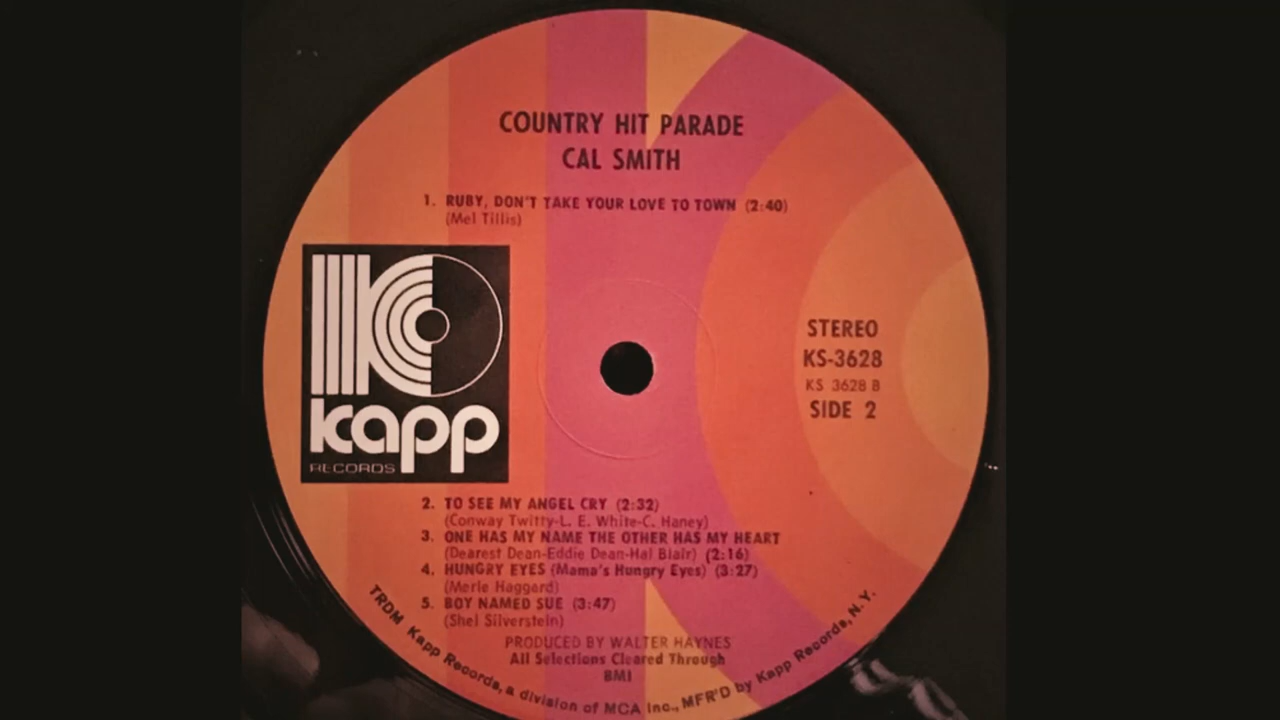 COUNTRY HIT PARADE
CAL SMITH
1. RUBY, DON'T TAKE YOUR LOVE TO TOWN (2:40)
(Mel Tillis)
kapp
RECORDS
STEREO
KS-3628
KS 3628 B
SIDE 2
2. TO SEE MY ANGEL CRY (2:32)
(Conway Twitty-L. E. White-C. Haney)
3. ONE HAS MY NAME THE OTHER HAS MY HEART
(Dearest Dean-Eddie Dean-Hal Blair) (2:16)
4. HUNGRY EYES (Mama's Hungry Eyes) (3:27)
(Merle Haggard)
5. BOY NAMED SUE (3:47)
(Shel Silverstein)
PRODUCED BY WALTER HAYNES
All Selections Cleared Through
BMI
TRDM Kapp Records, a division of MCA Inc., MFR'D by Kapp Records, N.Y.